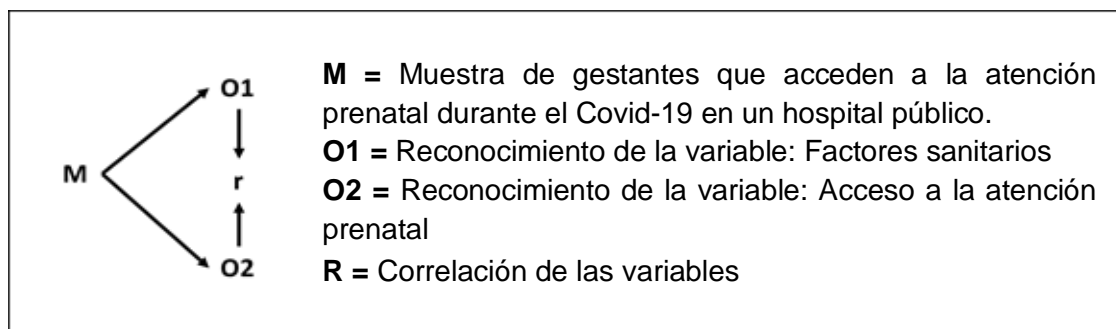 O1
M
r
O2
M = Muestra de gestantes que acceden a la atención
prenatal durante el Covid-19 en un hospital público.
O1 = Reconocimiento de la variable: Factores sanitarios
O2 = Reconocimiento de la variable: Acceso a la atención
prenatal
R = Correlación de las variables